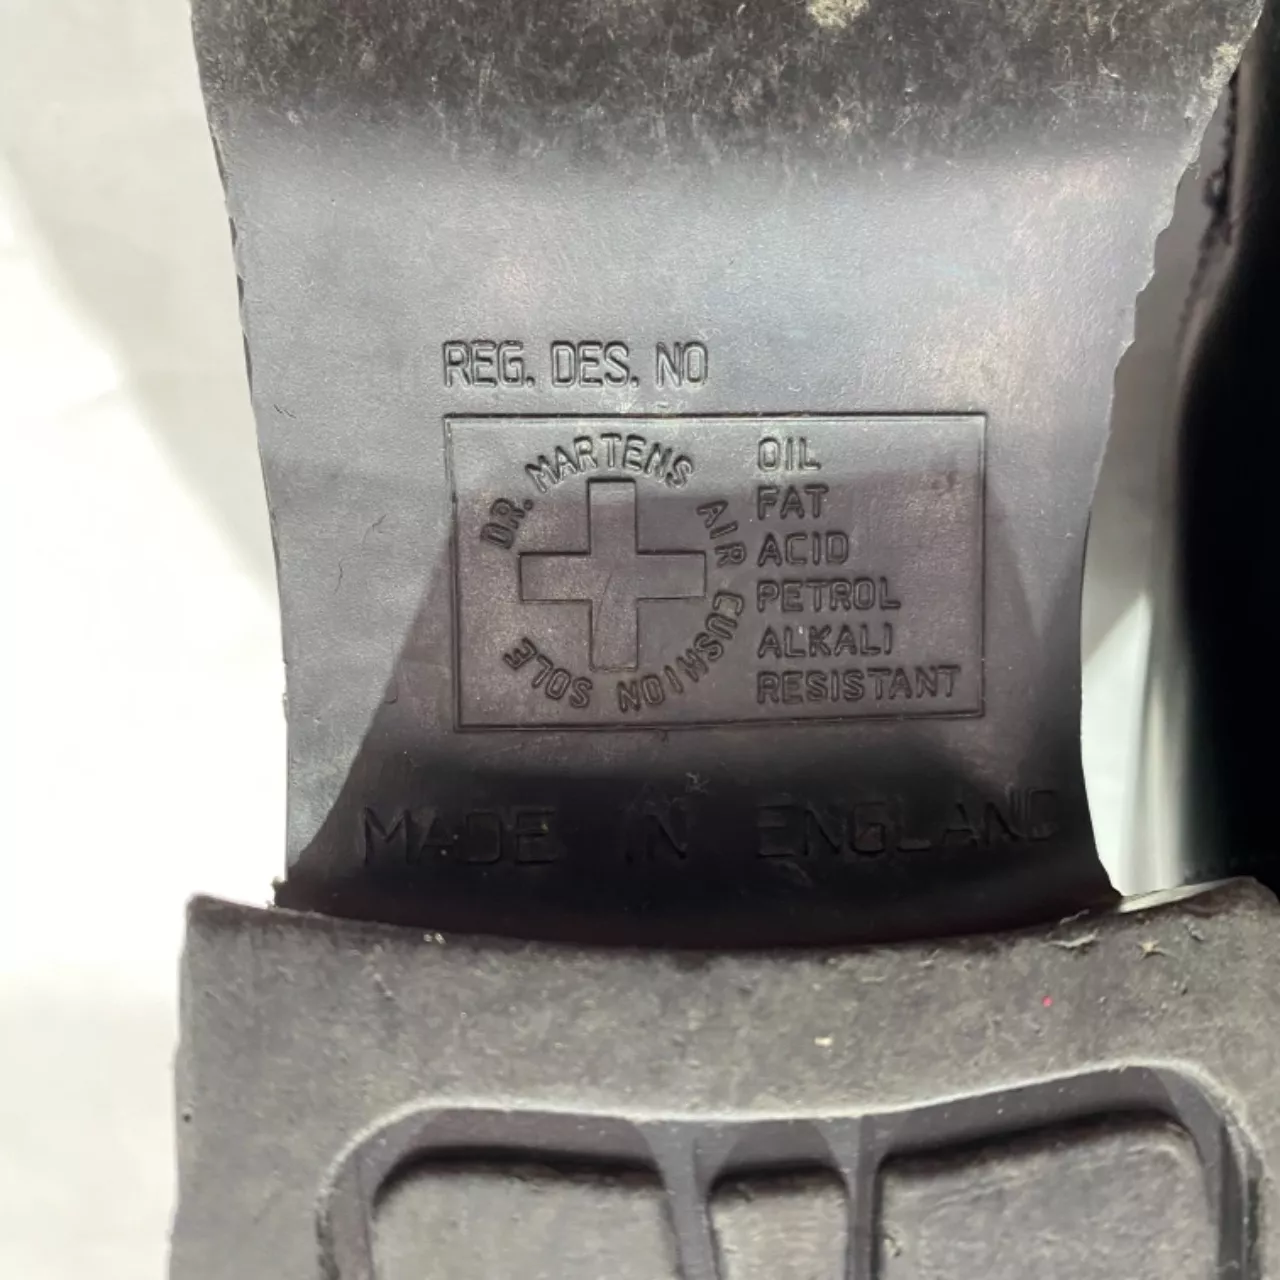 REG. DES. NO
DR. MARTENS AIR CUSHION SOLE
OIL
FAT
ACID
PETROL
ALKALI
RESISTANT
MADE IN ENGLAND